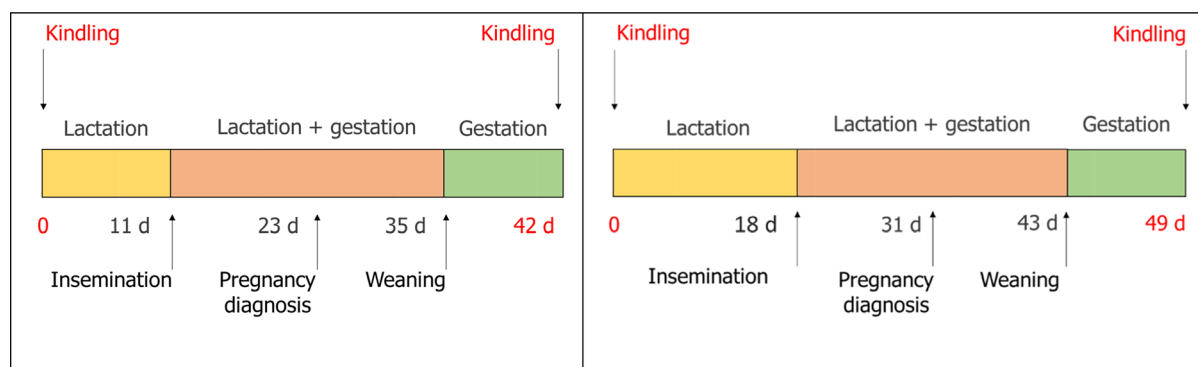 Kindling
Kindling
Lactation
Lactation + gestation
Gestation
0
11 d
23 d
35 d
42 d
Insemination
Pregnancy
diagnosis
Weaning
Kindling
Kindling
Lactation
Lactation + gestation
Gestation
0
18 d
31 d
43 d
49 d
Insemination
Pregnancy
diagnosis
Weaning